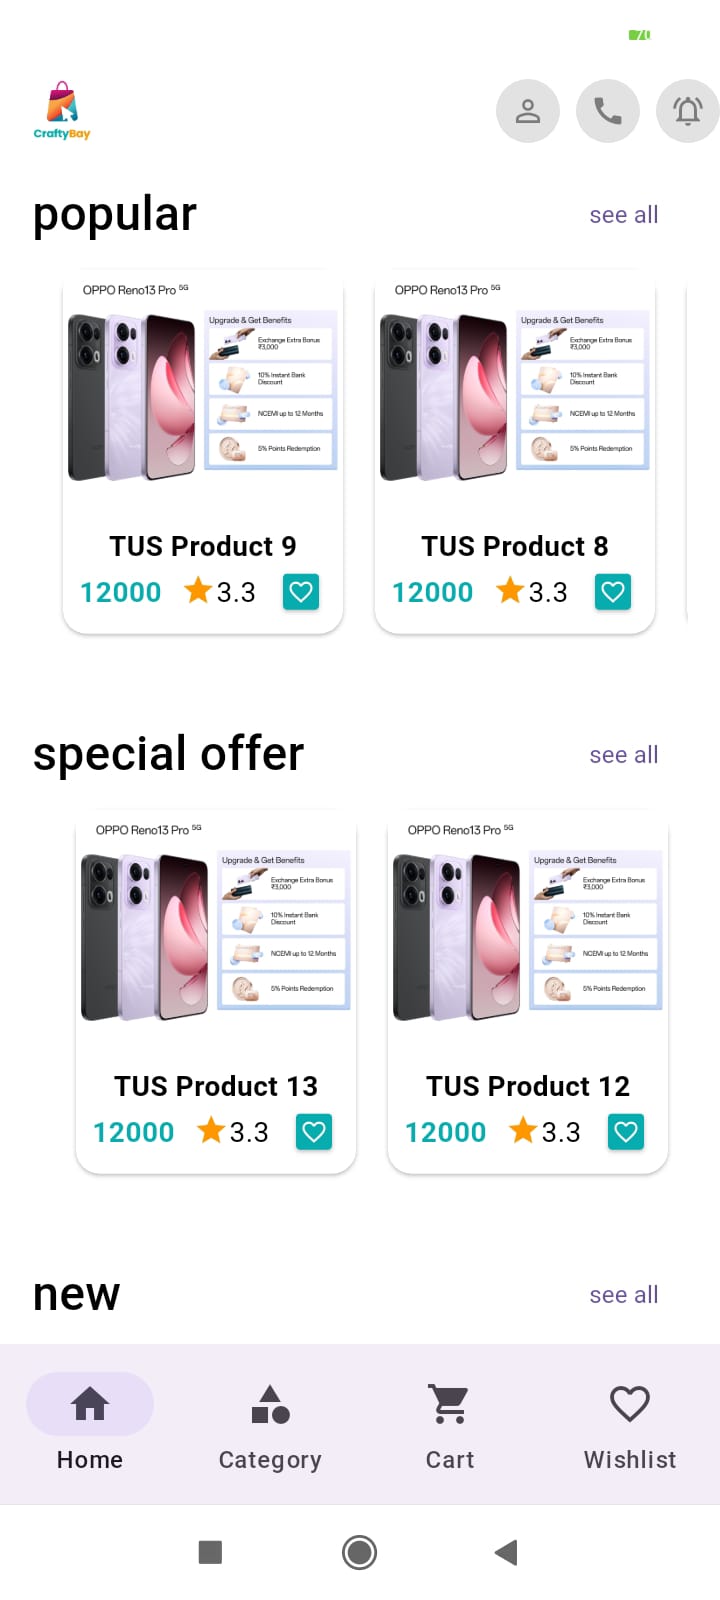 70
CraftyBay
popular
see all
OPPO Reno13 Pro 5G
Upgrade & Get Benefits
Exchange Extra Bonus
₹3,000
10% Instant Bank
Discount
NCEMI up to 12 Months
5% Points Redemption
TUS Product 9
12000 3.3
OPPO Reno13 Pro 5G
Upgrade & Get Benefits
Exchange Extra Bonus
₹3,000
10% Instant Bank
Discount
NCEMI up to 12 Months
5% Points Redemption
TUS Product 8
12000 3.3
special offer
see all
OPPO Reno13 Pro 5G
Upgrade & Get Benefits
Exchange Extra Bonus
₹3,000
10% Instant Bank
Discount
NCEMI up to 12 Months
5% Points Redemption
TUS Product 13
12000 3.3
OPPO Reno13 Pro 5G
Upgrade & Get Benefits
Exchange Extra Bonus
₹3,000
10% Instant Bank
Discount
NCEMI up to 12 Months
5% Points Redemption
TUS Product 12
12000 3.3
new
see all
Home
Category
Cart
Wishlist